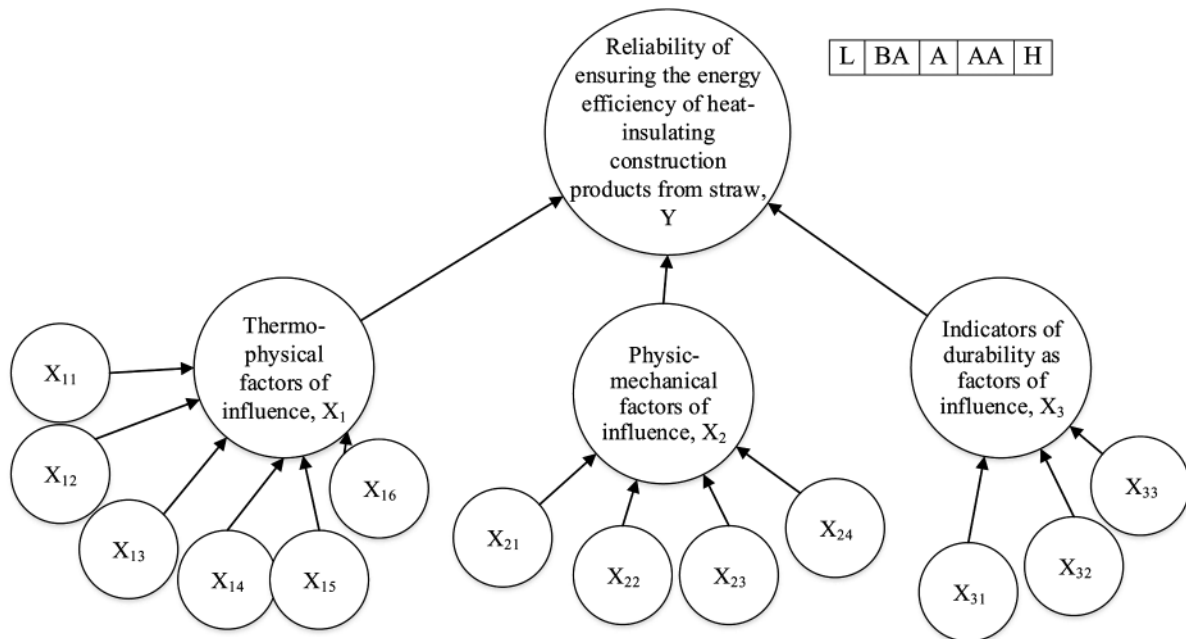 Reliability of
ensuring the energy
efficiency of heat-
insulating
construction
products from straw,
Y
L BA A AA H
Thermo-
physical
factors of
influence, X₁
Physic-
mechanical
factors of
influence, X₂
Indicators of
durability as
factors of
influence, X₃
X₁₁
X₁₂
X₁₃
X₁₄
X₁₅
X₁₆
X₂₁
X₂₂
X₂₃
X₂₄
X₃₁
X₃₂
X₃₃